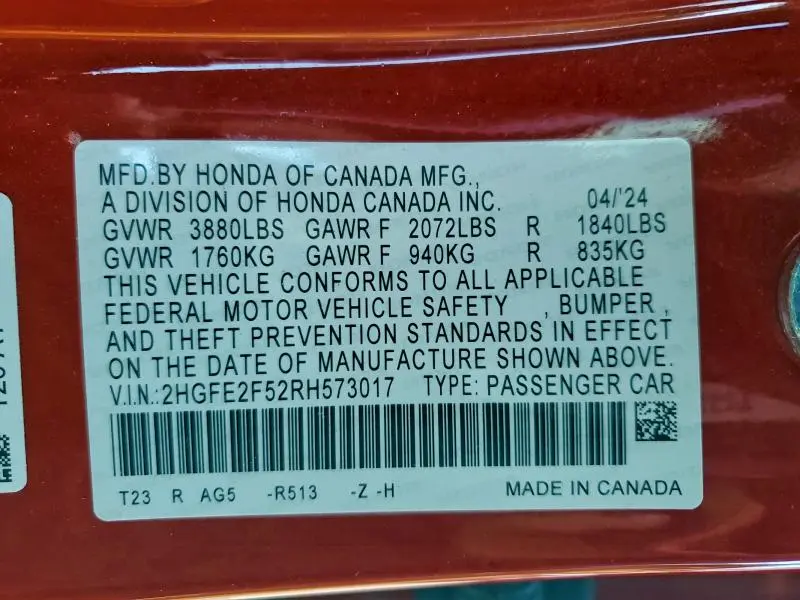 MFD.BY HONDA OF CANADA MFG.,
A DIVISION OF HONDA CANADA INC. 04/'24
GVWR 3880LBS GAWR F 2072LBS R 1840LBS
GVWR 1760KG GAWR F 940KG R 835KG
THIS VEHICLE CONFORMS TO ALL APPLICABLE
FEDERAL MOTOR VEHICLE SAFETY , BUMPER ,
AND THEFT PREVENTION STANDARDS IN EFFECT
ON THE DATE OF MANUFACTURE SHOWN ABOVE.
V.I.N.:2HGFE2F52RH573017 TYPE: PASSENGER CAR
T23 R AG5 -R513 -Z -H MADE IN CANADA